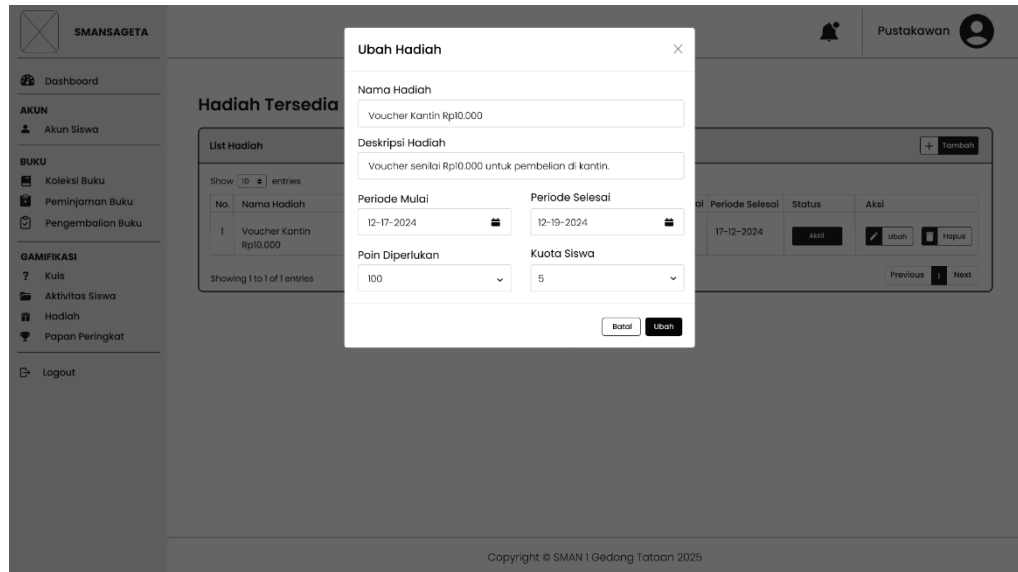 SMANSAGETA
Pustakawan
Dashboard
AKUN
Akun Siswa
BUKU
Koleksi Buku
Peminjaman Buku
Pengembalian Buku
GAMIFIKASI
? Kuis
Aktivitas Siswa
Hadiah
Papan Peringkat
Logout
Hadiah Tersedia
List Hadiah
+ Tambah
Show 10 entries
No. Nama Hadiah
ai Periode Selesai Status Aksi
1 Voucher Kantin
Rp10.000
17-12-2024 Aktif Ubah Hapus
Showing 1 to 1 of 1 entries
Previous 1 Next
Ubah Hadiah
Nama Hadiah
Voucher Kantin Rp10.000
Deskripsi Hadiah
Voucher senilai Rp10.000 untuk pembelian di kantin.
Periode Mulai Periode Selesai
12-17-2024 12-19-2024
Poin Diperlukan Kuota Siswa
100 5
Batal Ubah
Copyright © SMAN 1 Gedong Tataan 2025